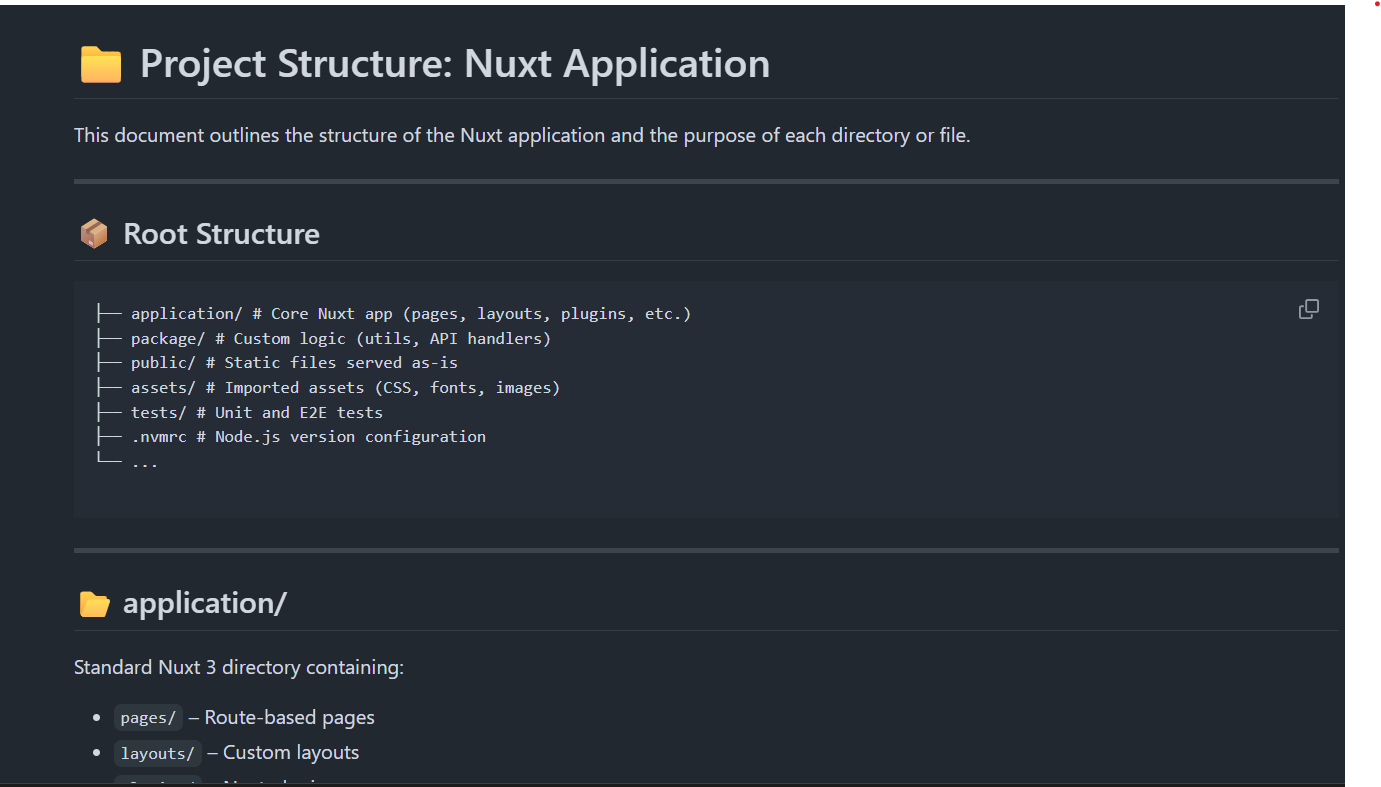 Project Structure: Nuxt Application
This document outlines the structure of the Nuxt application and the purpose of each directory or file.
Root Structure
├── application/ # Core Nuxt app (pages, layouts, plugins, etc.)
├── package/ # Custom logic (utils, API handlers)
├── public/ # Static files served as-is
├── assets/ # Imported assets (CSS, fonts, images)
├── tests/ # Unit and E2E tests
├── .nvmrc # Node.js version configuration
└── ...
application/
Standard Nuxt 3 directory containing:
• pages/ – Route-based pages
• layouts/ – Custom layouts